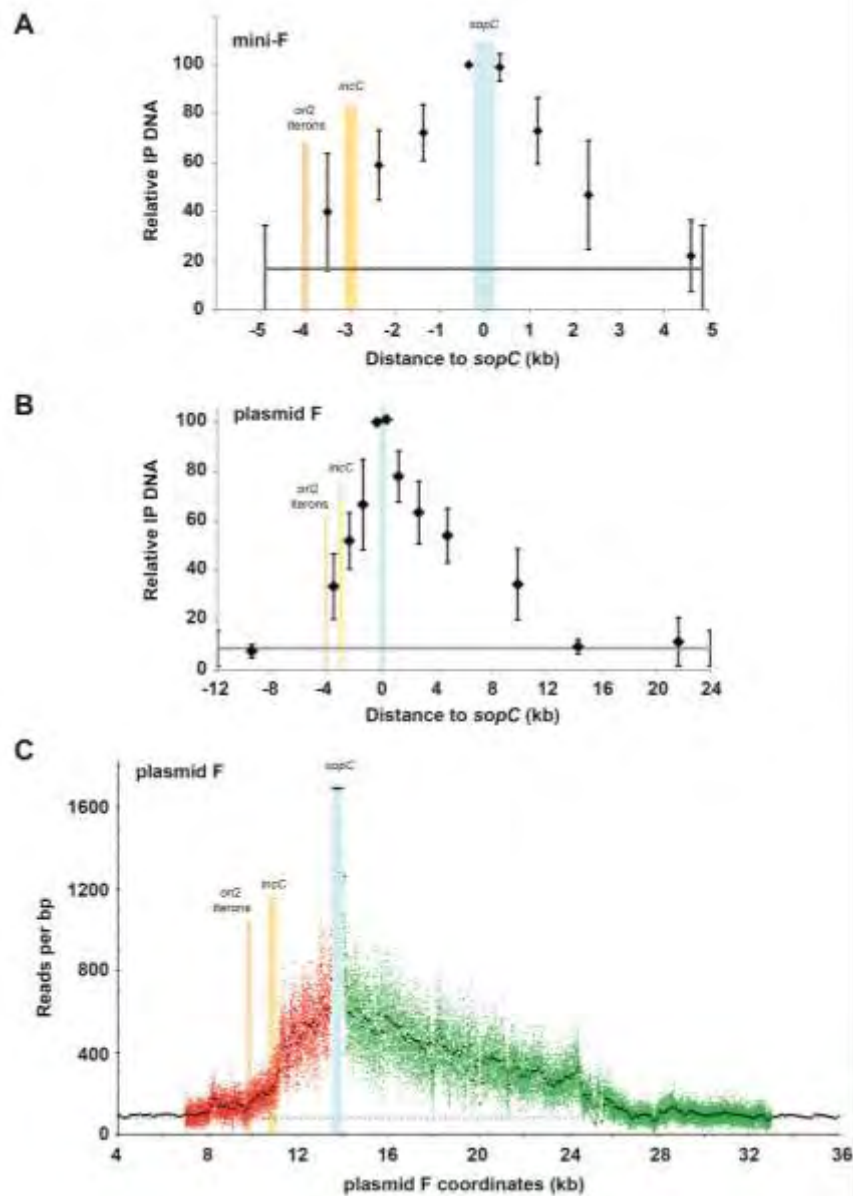 A
mini-F
sopC
incC
ori2
iterons
Relative IP DNA
100
80
60
40
20
0
-5 -4 -3 -2 -1 0 1 2 3 4 5
Distance to sopC (kb)
B
plasmid F
incC
ori2
iterons
Relative IP DNA
100
80
60
40
20
0
-12 -8 -4 0 4 8 12 16 20 24
Distance to sopC (kb)
C
plasmid F
sopC
incC
ori2
iterons
Reads per bp
1600
1200
800
400
0
4 8 12 16 20 24 28 32 36
plasmid F coordinates (kb)